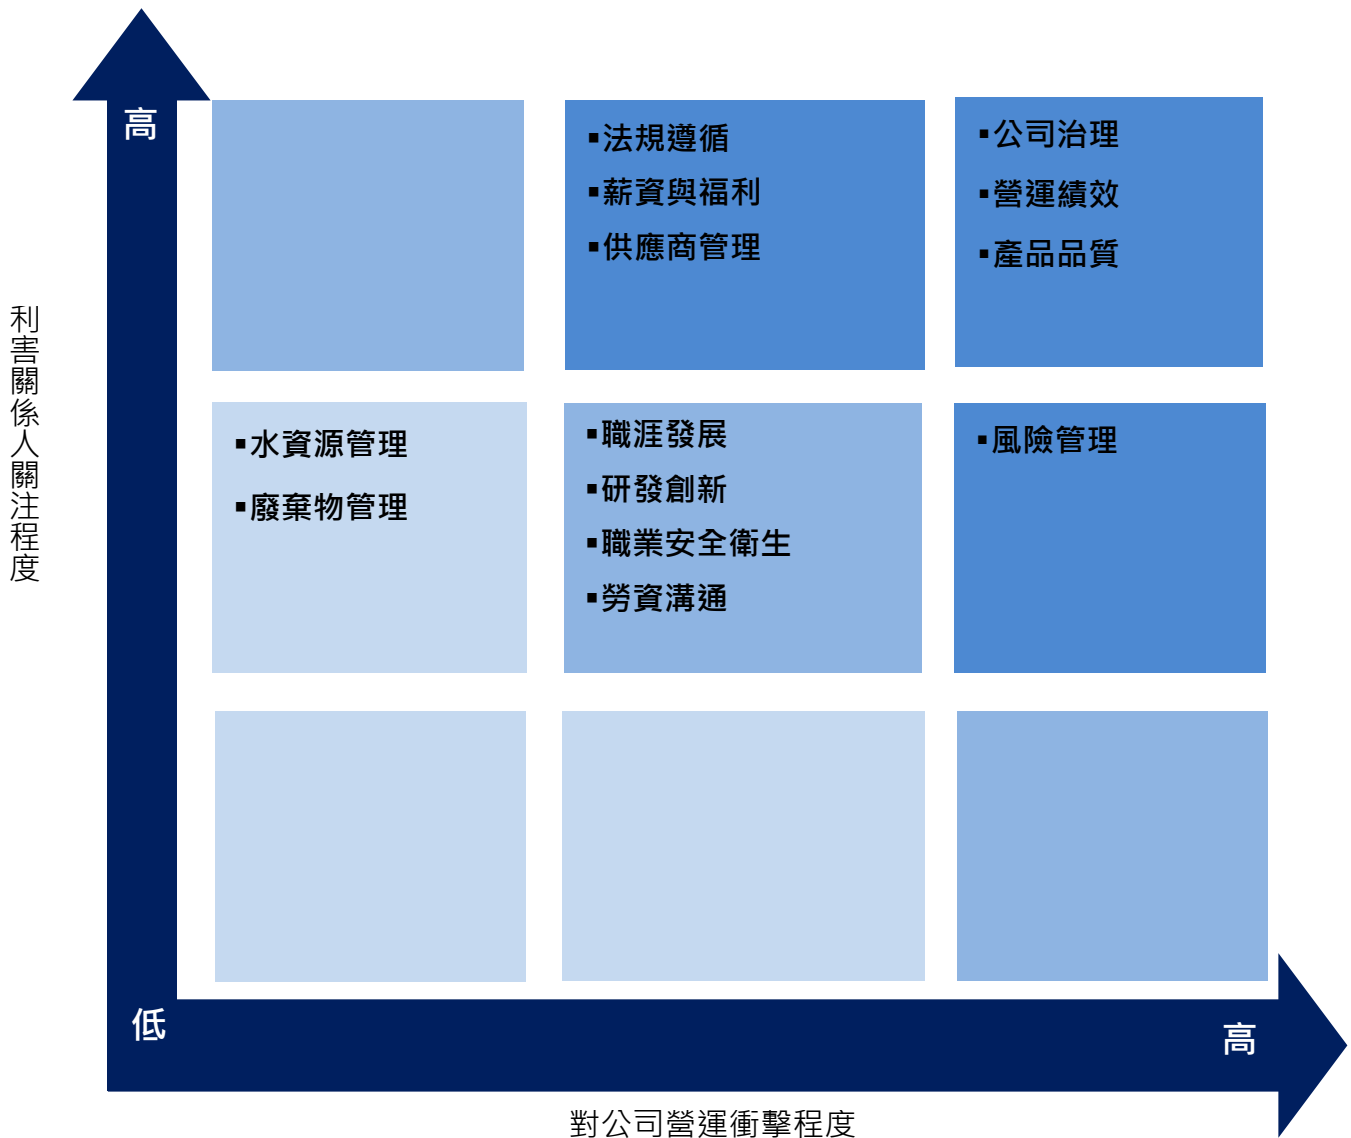 高
▪法規遵循
▪薪資與福利
▪供應商管理
▪公司治理
▪營運績效
▪產品品質
利害關係人關注程度
▪水資源管理
▪廢棄物管理
▪職涯發展
▪研發創新
▪職業安全衛生
▪勞資溝通
▪風險管理
低
高
對公司營運衝擊程度